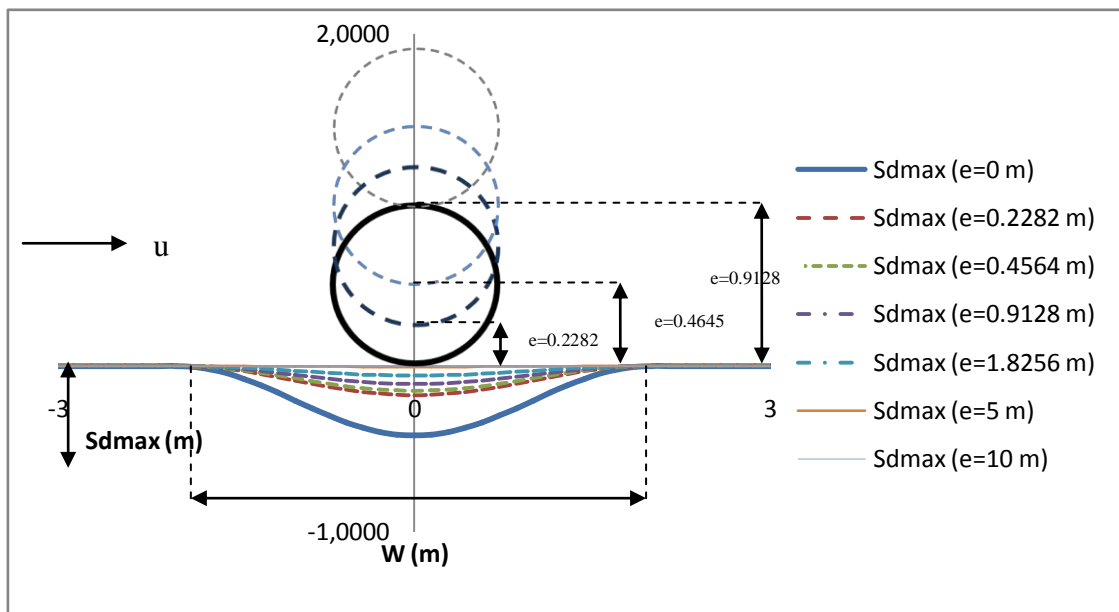 2,0000
u
e=0.9128
e=0.4645
e=0.2282
-3
0
3
Sdmax (m)
-1,0000
W (m)
Sdmax (e=0 m)
Sdmax (e=0.2282 m)
Sdmax (e=0.4564 m)
Sdmax (e=0.9128 m)
Sdmax (e=1.8256 m)
Sdmax (e=5 m)
Sdmax (e=10 m)